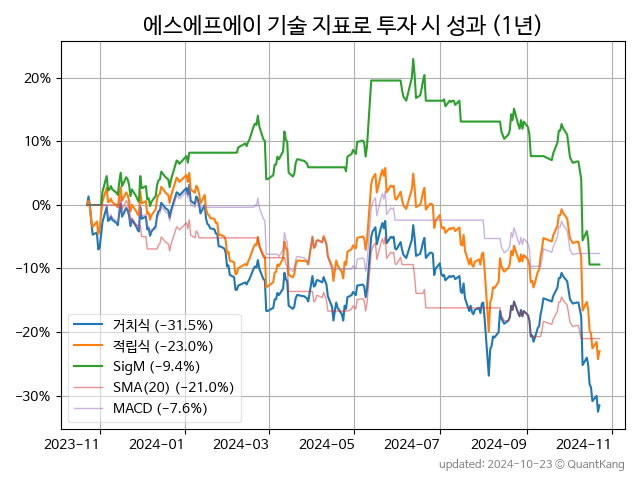 에스에프에이 기술 지표로 투자 시 성과 (1년)
20%
10%
0%
−10%
−20%
−30%
거치식 (−31.5%)
적립식 (−23.0%)
SigM (−9.4%)
SMA(20) (−21.0%)
MACD (−7.6%)
2023−11 2024−01 2024−03 2024−05 2024−07 2024−09 2024−11
updated: 2024-10-23 © QuantKang